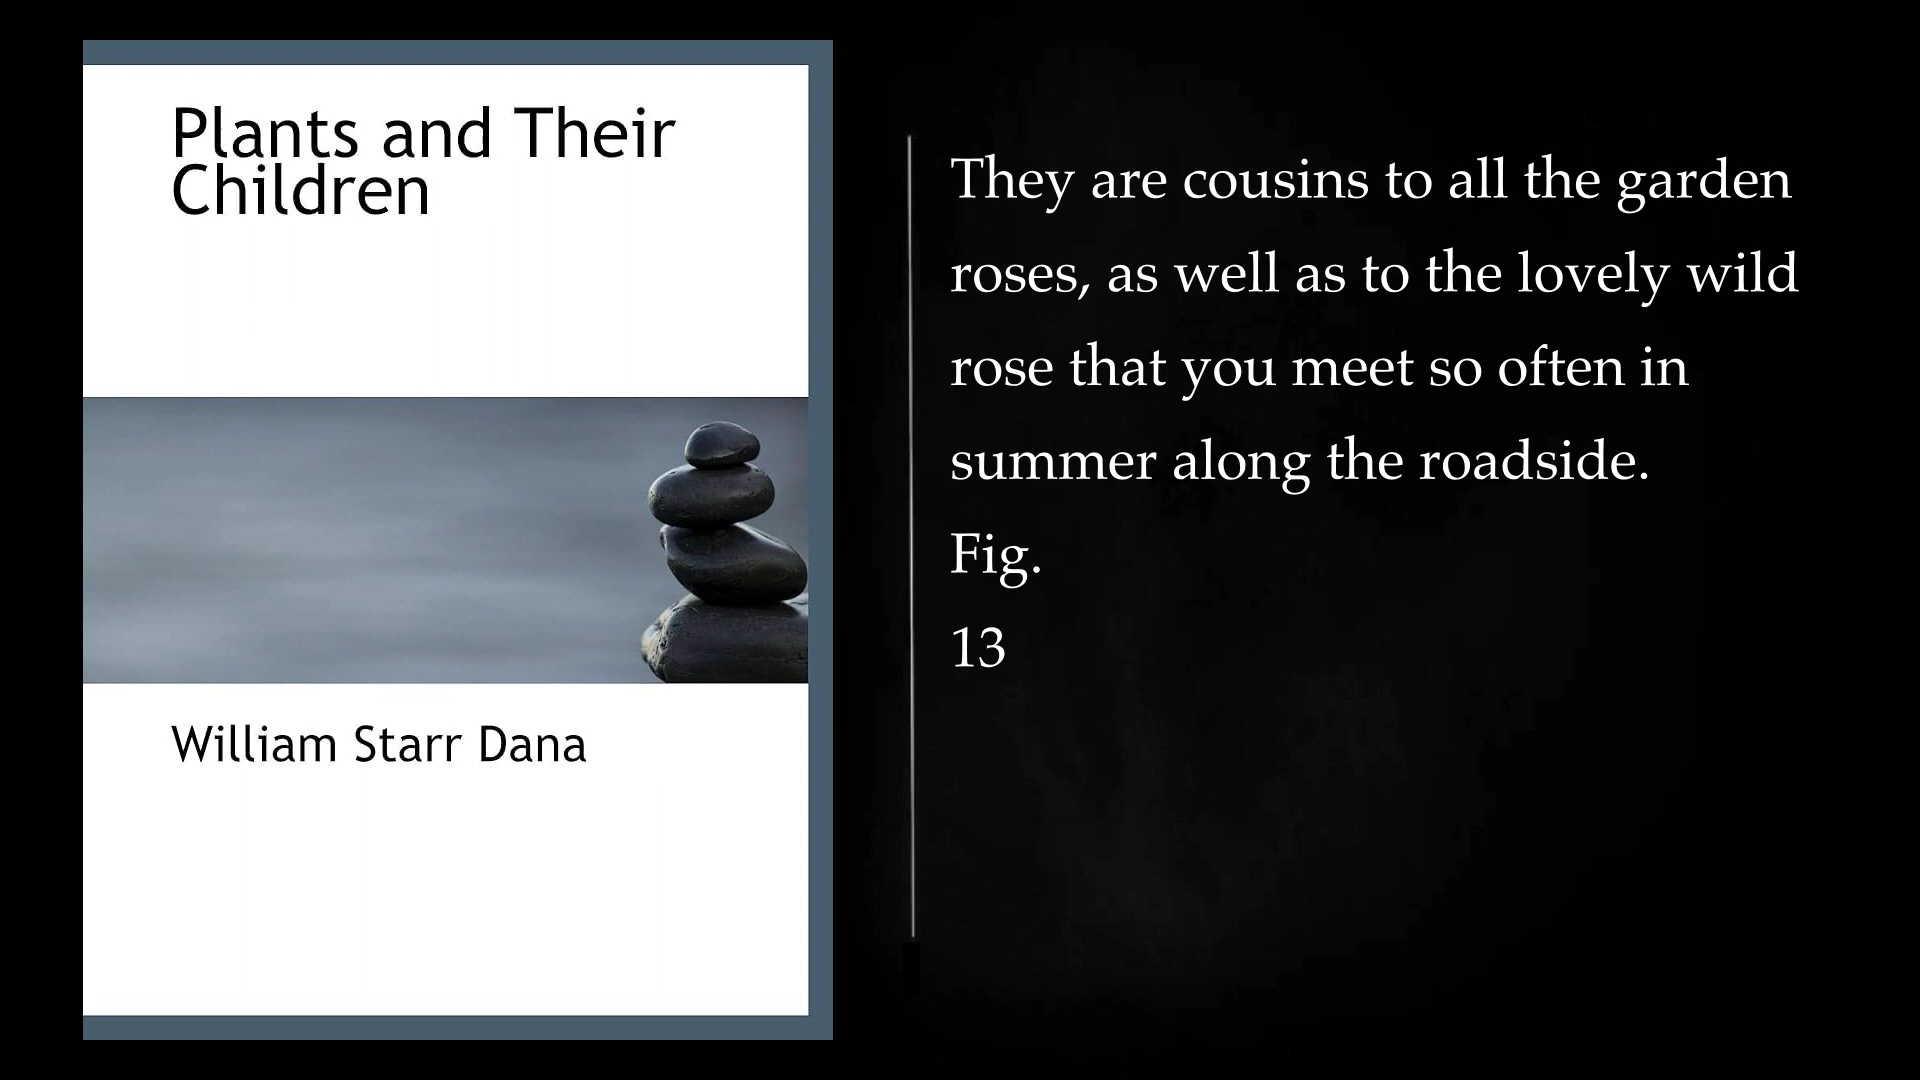 Plants and Their
Children
William Starr Dana
They are cousins to all the garden
roses, as well as to the lovely wild
rose that you meet so often in
summer along the roadside.
Fig.
13